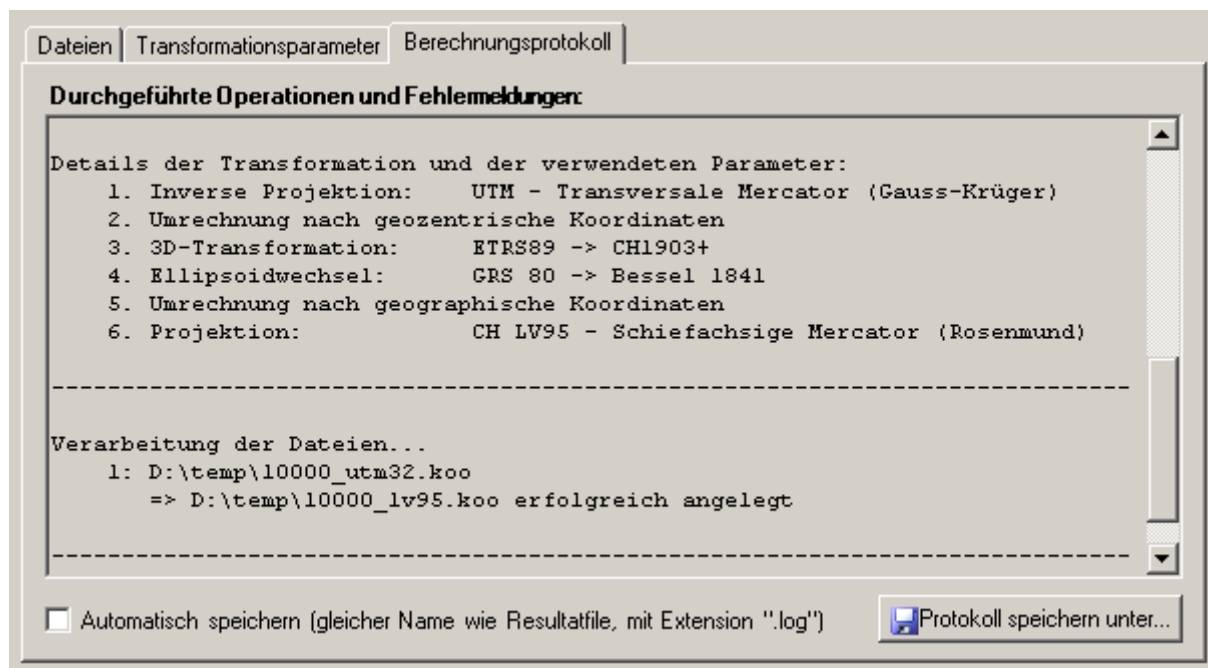 Dateien Transformationsparameter Berechnungsprotokoll
Durchgeführte Operationen und Fehlermeldungen:
Details der Transformation und der verwendeten Parameter:
1. Inverse Projektion: UTM - Transversale Mercator (Gauss-Krüger)
2. Umrechnung nach geozentrische Koordinaten
3. 3D-Transformation: ETRS89 -> CH1903+
4. Ellipsoidwechsel: GRS 80 -> Bessel 1841
5. Umrechnung nach geographische Koordinaten
6. Projektion: CH LV95 - Schiefachsige Mercator (Rosenmund)
------------------------------------------------------------------------------
Verarbeitung der Dateien...
1: D:\temp\10000_utm32.koo
=> D:\temp\10000_lv95.koo erfolgreich angelegt
------------------------------------------------------------------------------
Automatisch speichern (gleicher Name wie Resultatfile, mit Extension ".log") Protokoll speichern unter...